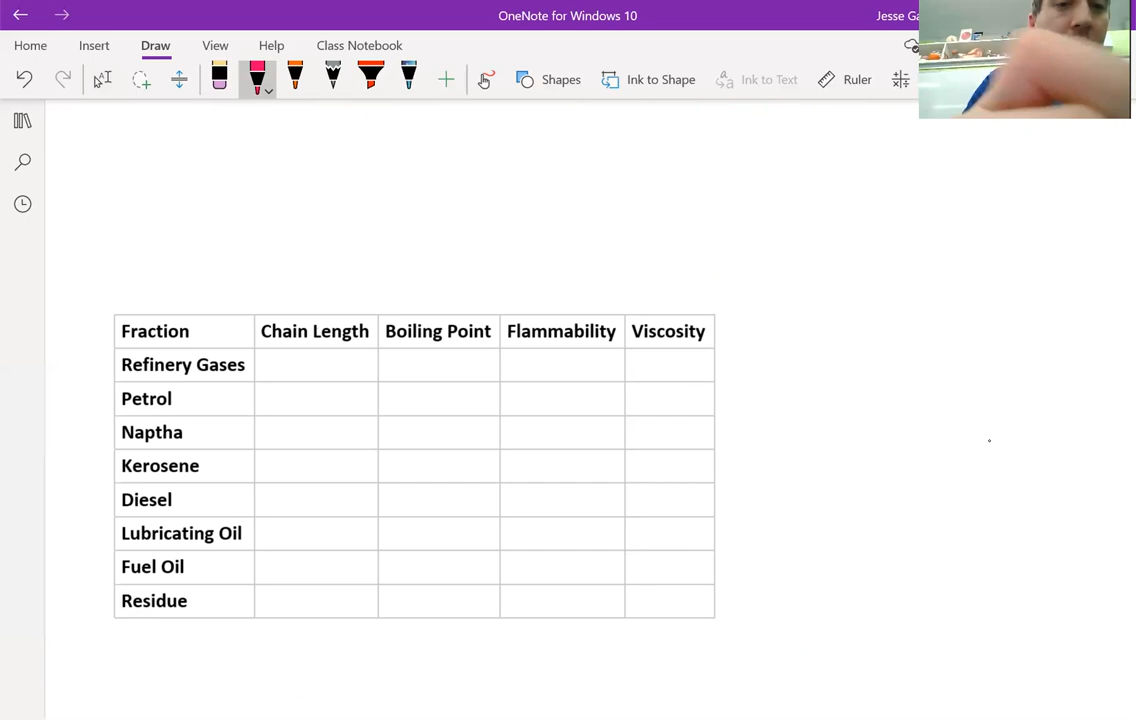 OneNote for Windows 10
Jesse Ga
Home Insert Draw View Help Class Notebook
Shapes Ink to Shape Ink to Text Ruler
Fraction Chain Length Boiling Point Flammability Viscosity
Refinery Gases
Petrol
Naptha
Kerosene
Diesel
Lubricating Oil
Fuel Oil
Residue